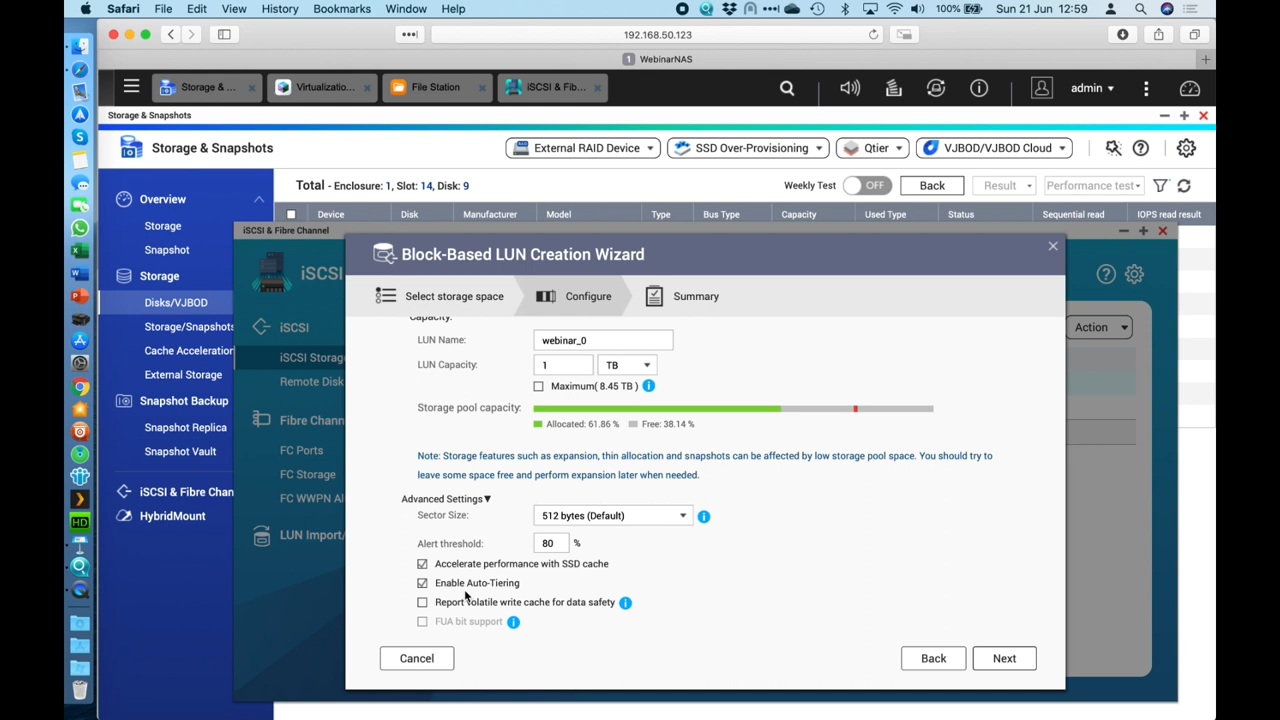 Safari File Edit View History Bookmarks Window Help 100% Sun 21 Jun 12:59
192.168.50.123
1 WebinarNAS
Storage & ... Virtualizatio... File Station iSCSI & Fib... admin
Storage & Snapshots
Storage & Snapshots External RAID Device SSD Over-Provisioning Qtier VJBOD/VJBOD Cloud
Overview
Storage
Snapshot
Storage
Disks/VJBOD
Storage/Snapshots
Cache Acceleration
External Storage
Snapshot Backup
Snapshot Replica
Snapshot Vault
iSCSI & Fibre Chan
HybridMount
Total - Enclosure: 1, Slot: 14, Disk: 9 Weekly Test OFF Back Result Performance test
Device Disk Manufacturer Model Type Bus Type Capacity Used Type Status Sequential read IOPS read result
iSCSI & Fibre Channel
iSCSI
iSCSI
iSCSI Storag
Remote Disk
Fibre Chann
FC Ports
FC Storage
FC WWPN Al
LUN Import/
Action
Block-Based LUN Creation Wizard
Select storage space Configure Summary
Capacity:
LUN Name: webinar_0
LUN Capacity: 1 TB
Maximum( 8.45 TB )
Storage pool capacity:
Allocated: 61.86 % Free: 38.14 %
Note: Storage features such as expansion, thin allocation and snapshots can be affected by low storage pool space. You should try to
leave some space free and perform expansion later when needed.
Advanced Settings▼
Sector Size: 512 bytes (Default)
Alert threshold: 80 %
Accelerate performance with SSD cache
Enable Auto-Tiering
Report volatile write cache for data safety
FUA bit support
Cancel Back Next